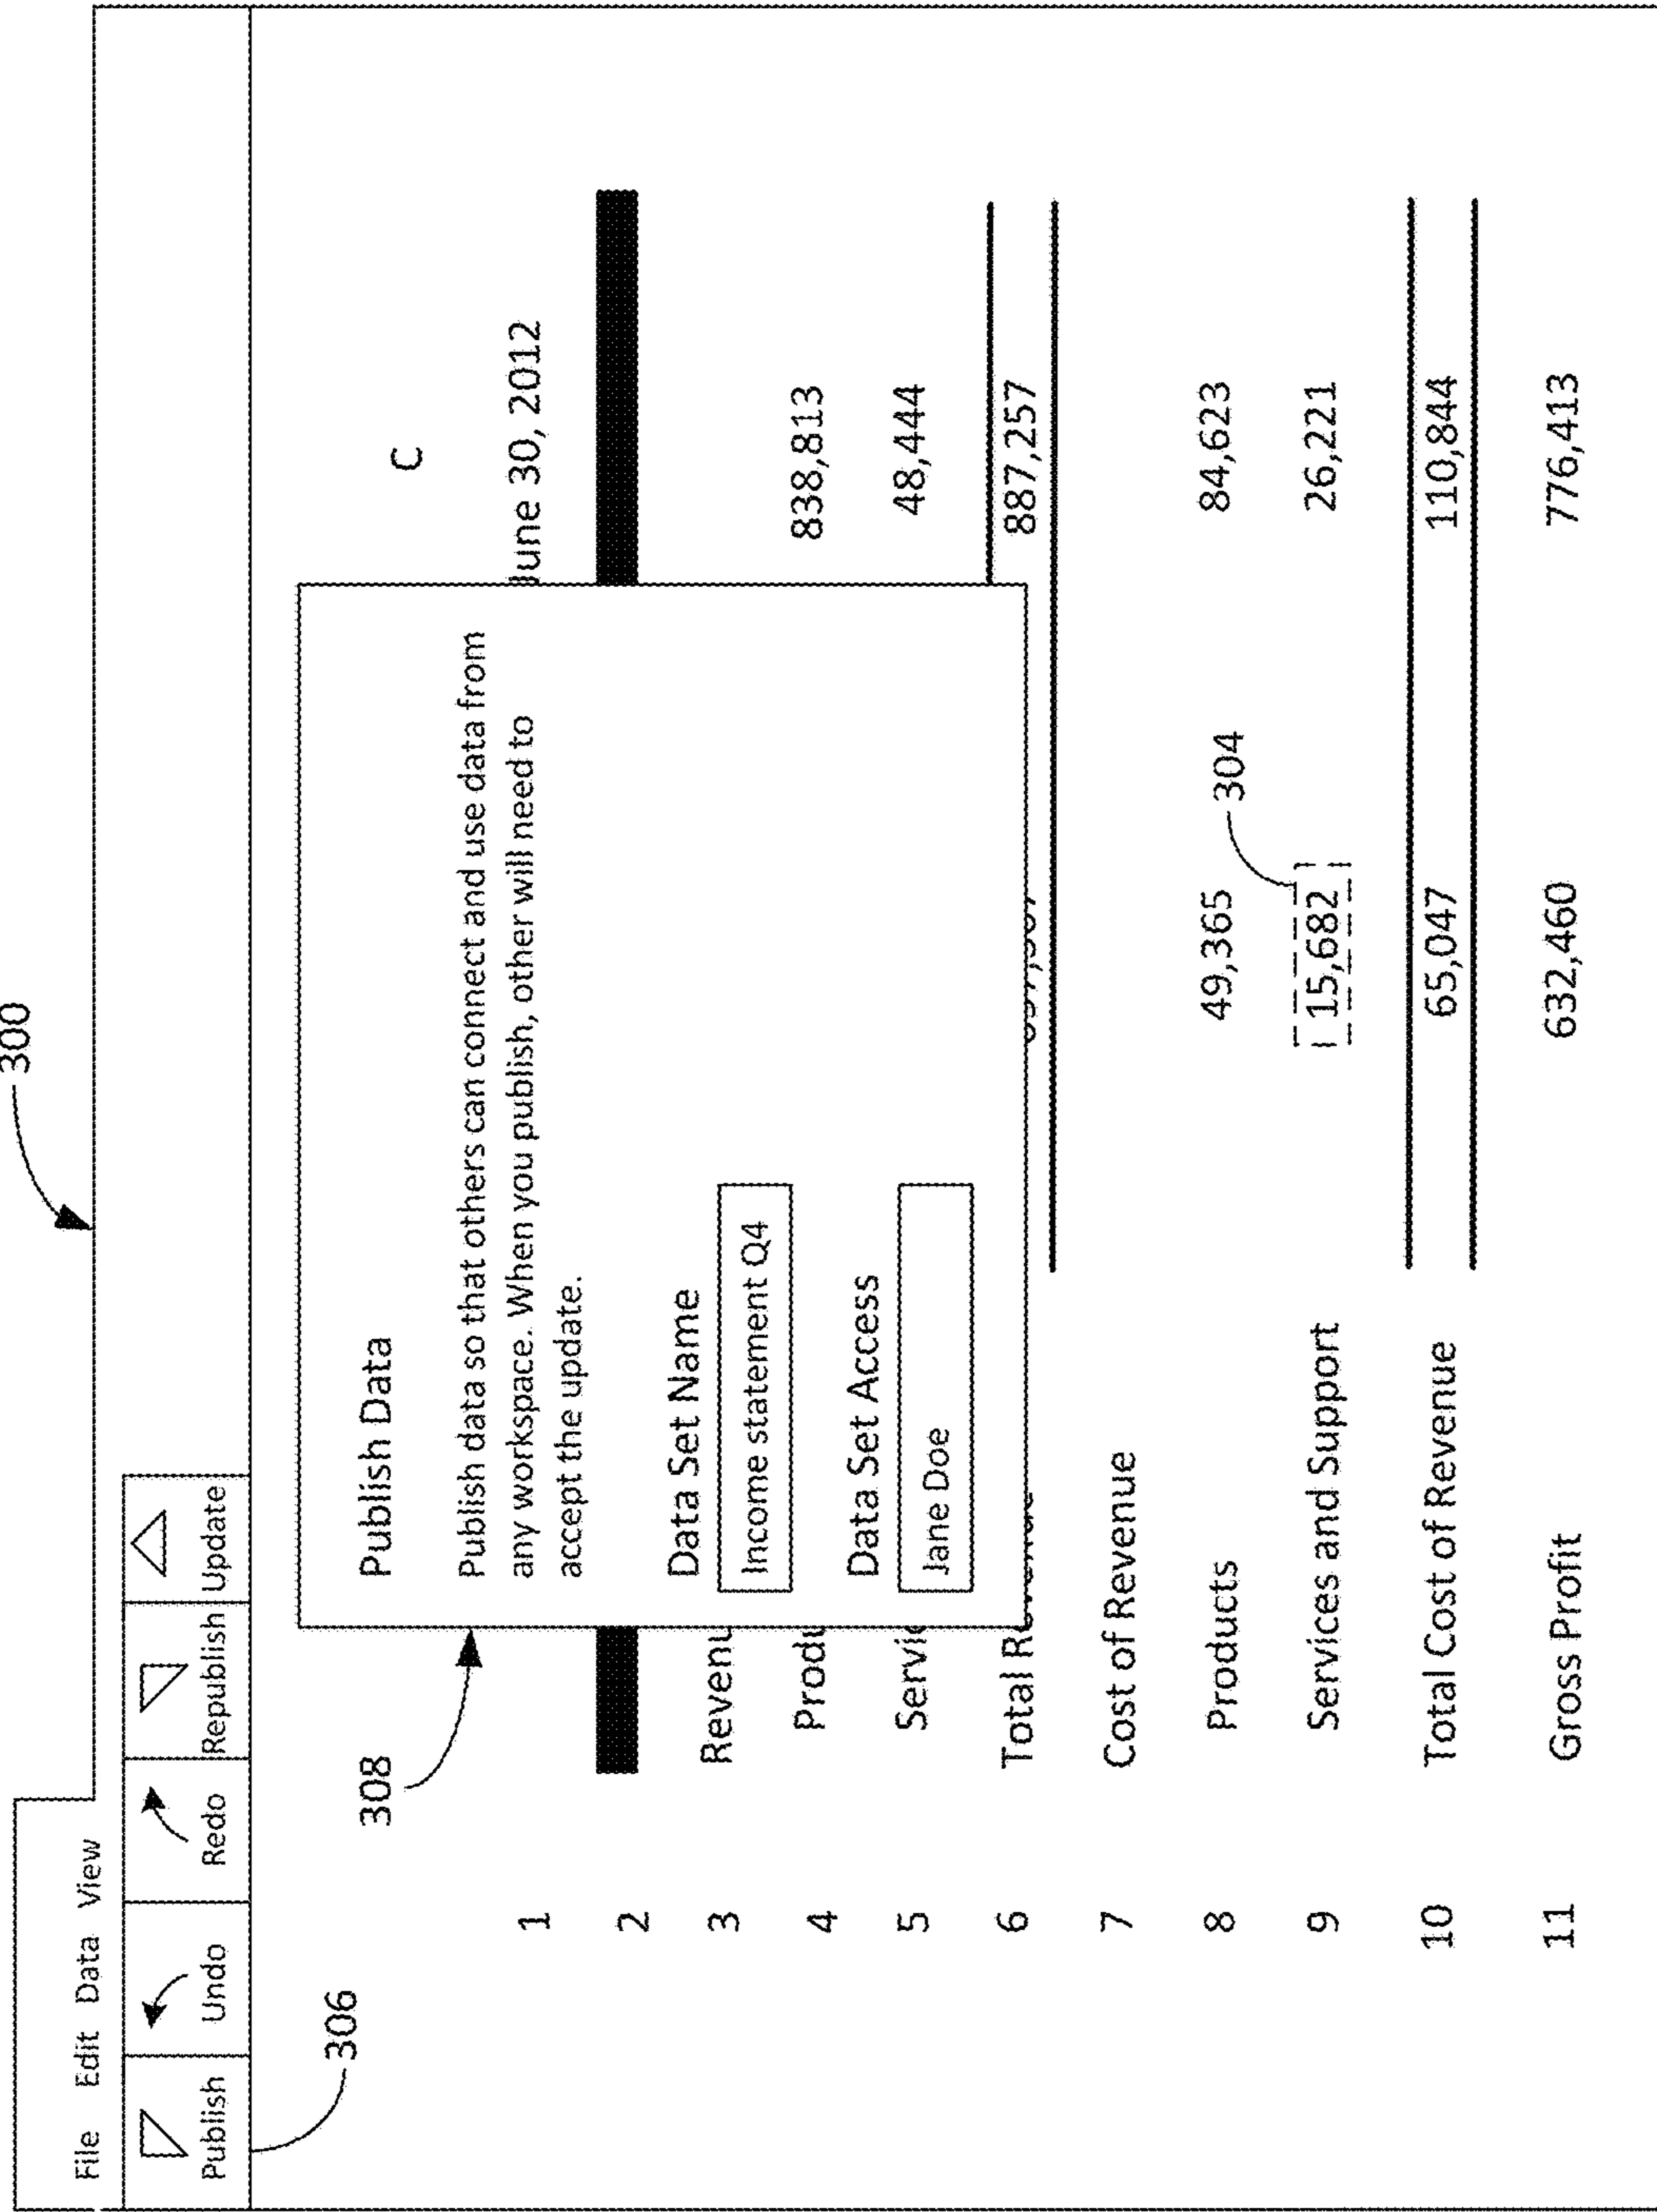 300
File Edit Data View
Publish Undo Redo Republish Update
306
308
C
Publish Data
Publish data so that others can connect and use data from
any workspace. When you publish, other will need to
accept the update.
Data Set Name
Income statement Q4
Data Set Access
Jane Doe
1 June 30, 2012
2
3 Revenu
4 Produ 838,813
5 Servic 48,444
6 Total Revenue 887,257
7 Cost of Revenue
8 Products 49,365 84,623
304
9 Services and Support 15,682 26,221
10 Total Cost of Revenue 65,047 110,844
11 Gross Profit 632,460 776,413